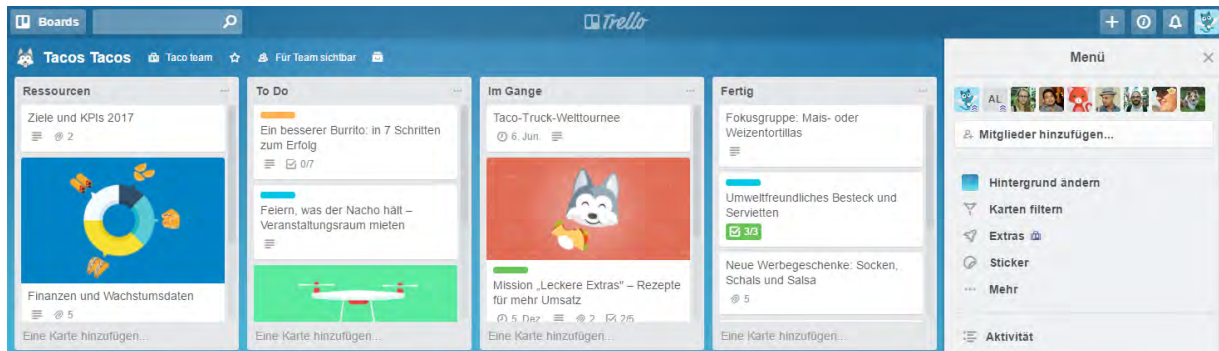 Boards
Trello
Tacos Tacos Taco team Für Team sichtbar
Ressourcen
Ziele und KPIs 2017
2
Finanzen und Wachstumsdaten
5
Eine Karte hinzufügen...
To Do
Ein besserer Burrito: in 7 Schritten
zum Erfolg
0/7
Feiern, was der Nacho hält –
Veranstaltungsraum mieten
Eine Karte hinzufügen...
Im Gange
Taco-Truck-Welttournee
6. Jun.
Mission „Leckere Extras" – Rezepte
für mehr Umsatz
5. Dez. 2 2/5
Eine Karte hinzufügen...
Fertig
Fokusgruppe: Mais- oder
Weizentortillas
Umweltfreundliches Besteck und
Servietten
3/3
Neue Werbegeschenke: Socken,
Schals und Salsa
5
Eine Karte hinzufügen...
Menü
AL
Mitglieder hinzufügen...
Hintergrund ändern
Karten filtern
Extras
Sticker
Mehr
Aktivität